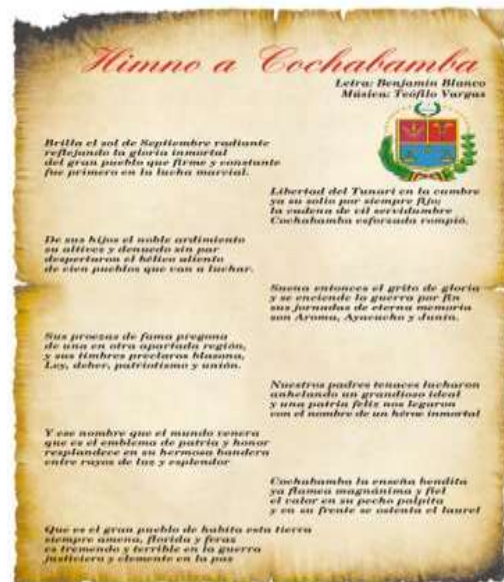 Himno a Cochabamba
Letra: Benjamín Blanco
Música: Teófilo Vargas
Brilla el sol de Septiembre radiante
reflejando la gloria inmortal
del gran pueblo que firme y constante
fue primero en la lucha marcial.
Libertad del Tunari en la cumbre
ya su solio por siempre fijo;
la cadena de vil servidumbre
Cochabamba esforzada rompió.
De sus hijos el noble ardimiento
su altivez y denuedo sin par
despertaron el bélico aliento
de cien pueblos que van a luchar.
Suena entonces el grito de gloria
y se enciende la guerra por fin
sus jornadas de eterna memoria
son Aroma, Ayacucho y Junín.
Sus proezas de fama pregona
de una en otra apartada región,
y sus timbres preclaros blasona,
Ley, deber, patriotismo y unión.
Nuestros padres tenaces lucharon
anhelando un grandioso ideal
y una patria feliz nos legaron
con el nombre de un héroe inmortal
Y ese nombre que el mundo venera
que es el emblema de patria y honor
resplandece en su hermosa bandera
entre rayos de luz y esplendor
Cochabamba la enseña bendita
ya flamea magnánima y fiel
el valor en su pecho palpita
y en su frente se ostenta el laurel
Que es el gran pueblo de habita esta tierra
siempre amena, florida y feraz
es tremendo y terrible en la guerra
justiciero y clemente en la paz